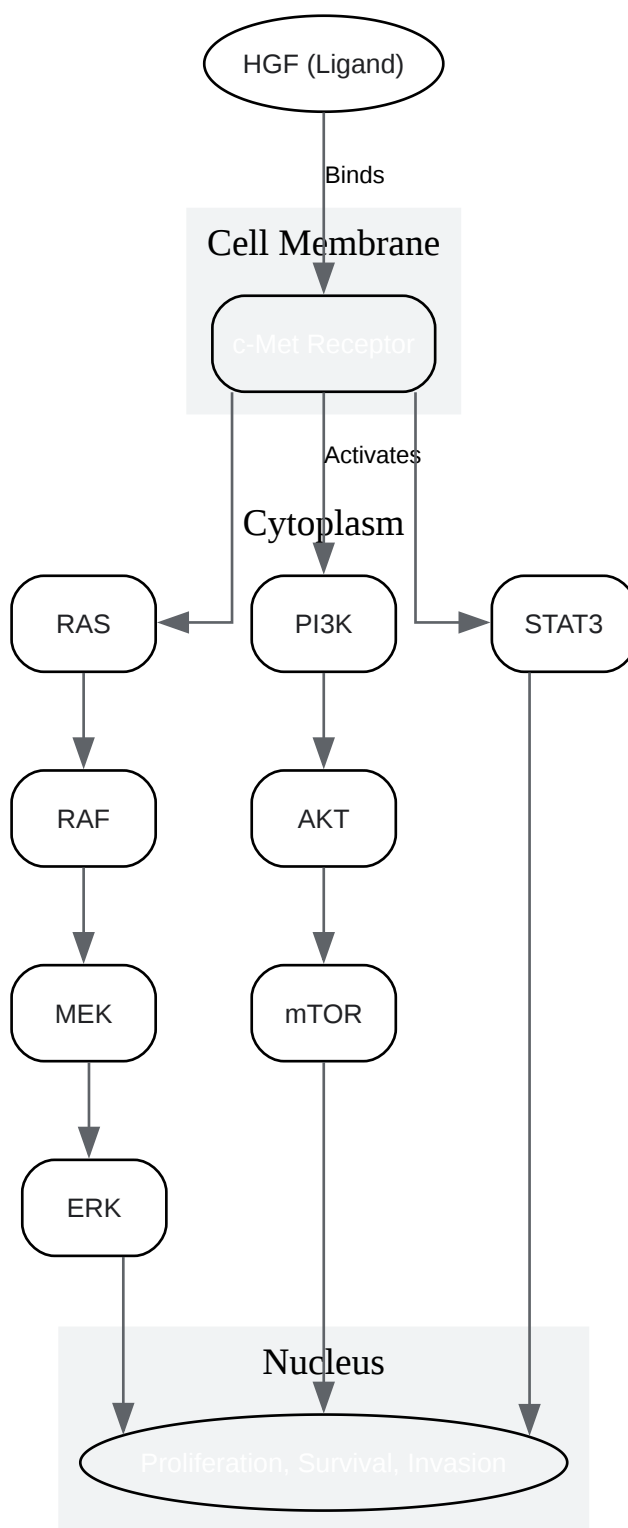 HGF (Ligand)
Binds
Cell Membrane
c-Met Receptor
Activates
Cytoplasm
RAS
PI3K
STAT3
RAF
AKT
MEK
mTOR
ERK
Nucleus
Proliferation, Survival, Invasion